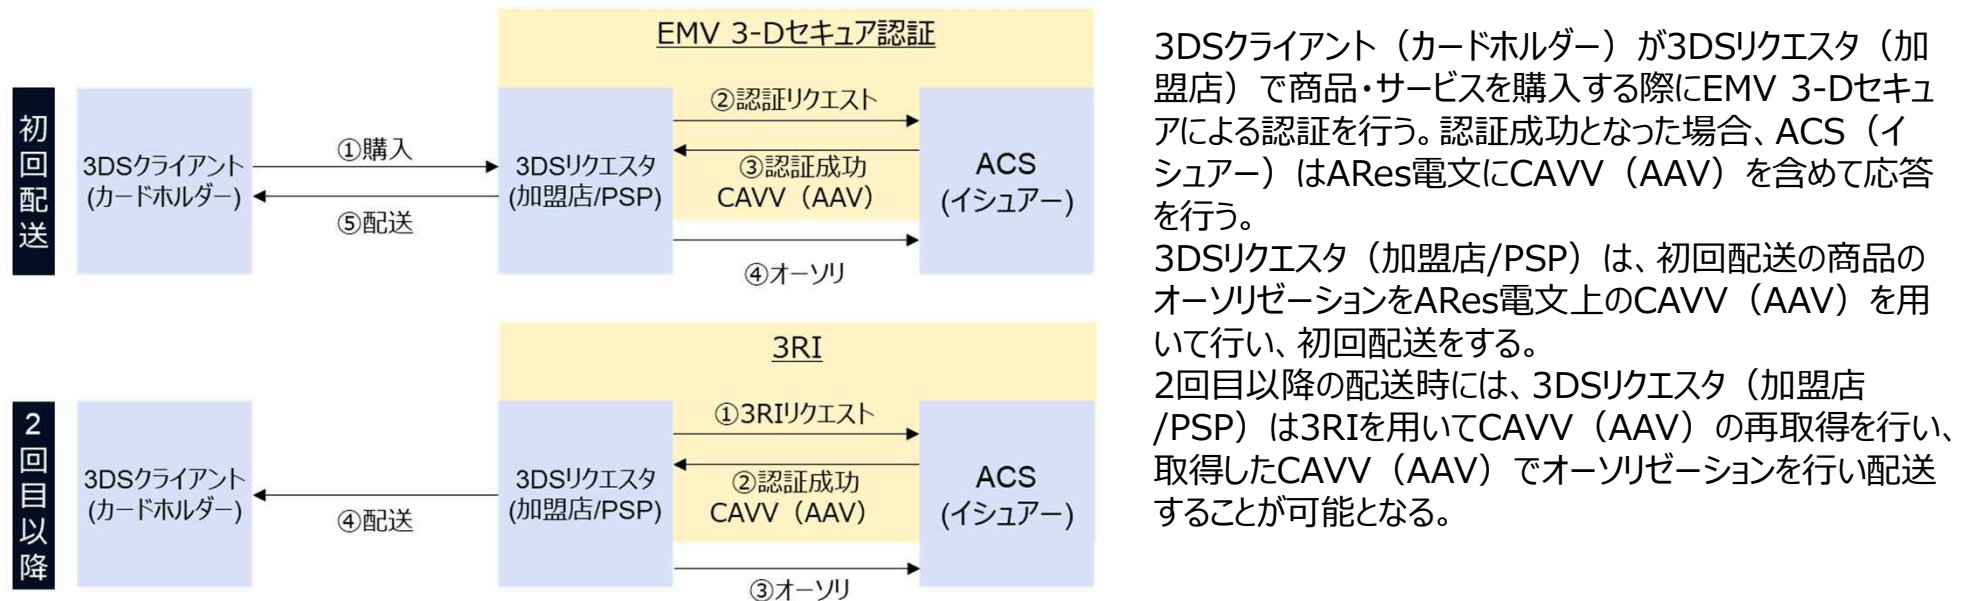 EMV 3-Dセキュア認証
初回配送
3DSクライアント
(カードホルダー)
①購入
⑤配送
3DSリクエスタ
(加盟店/PSP)
②認証リクエスト
③認証成功
CAVV（AAV）
④オーソリ
ACS
(イシュアー)
3RI
2回目以降
3DSクライアント
(カードホルダー)
④配送
3DSリクエスタ
(加盟店/PSP)
①3RIリクエスト
②認証成功
CAVV（AAV）
③オーソリ
ACS
(イシュアー)
3DSクライアント（カードホルダー）が3DSリクエスタ（加
盟店）で商品・サービスを購入する際にEMV 3-Dセキュ
アによる認証を行う。認証成功となった場合、ACS（イ
シュアー）はARes電文にCAVV（AAV）を含めて応答
を行う。
3DSリクエスタ（加盟店/PSP）は、初回配送の商品の
オーソリゼーションをARes電文上のCAVV（AAV）を用
いて行い、初回配送をする。
2回目以降の配送時には、3DSリクエスタ（加盟店
/PSP）は3RIを用いてCAVV（AAV）の再取得を行い、
取得したCAVV（AAV）でオーソリゼーションを行い配送
することが可能となる。